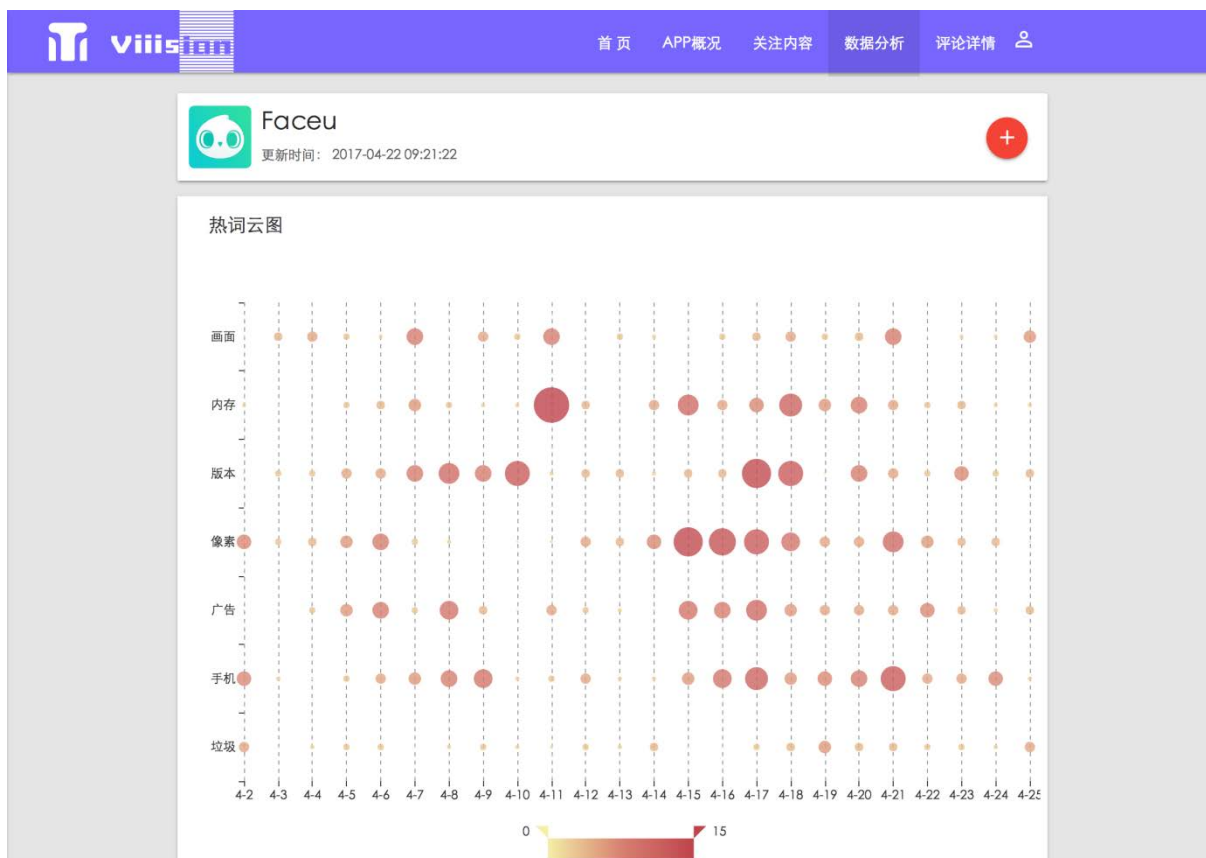 Viiision
首 页 APP概况 关注内容 数据分析 评论详情
Faceu
更新时间： 2017-04-22 09:21:22
热词云图
画面
内存
版本
像素
广告
手机
垃圾
4-2 4-3 4-4 4-5 4-6 4-7 4-8 4-9 4-10 4-11 4-12 4-13 4-14 4-15 4-16 4-17 4-18 4-19 4-20 4-21 4-22 4-23 4-24 4-25
0 15